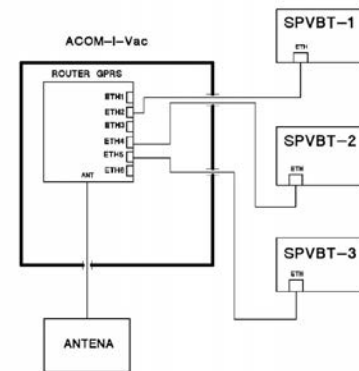 ACOM-I-Vac
ROUTER GPRS
ETH1
ETH2
ETH3
ETH4
ETH5
ETH6
ANT
ANTENA
SPVBT-1
ETH
SPVBT-2
ETH
SPVBT-3
ETH